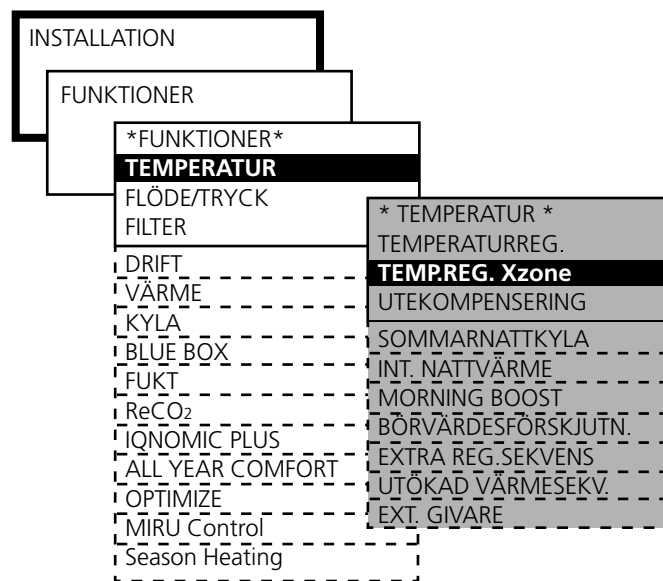 INSTALLATION
FUNKTIONER
*FUNKTIONER*
TEMPERATUR
FLÖDE/TRYCK
FILTER
DRIFT
VÄRME
KYLA
BLUE BOX
FUKT
ReCO2
IQNOMIC PLUS
ALL YEAR COMFORT
OPTIMIZE
MIRU Control
Season Heating
* TEMPERATUR *
TEMPERATURREG.
TEMP.REG. Xzone
UTEKOMPENSERING
SOMMARNATTKYLA
INT. NATTVÄRME
MORNING BOOST
BÖRVÄRDESFÖRSKJUTN.
EXTRA REG.SEKVENS
UTÖKAD VÄRMESEKV.
EXT. GIVARE